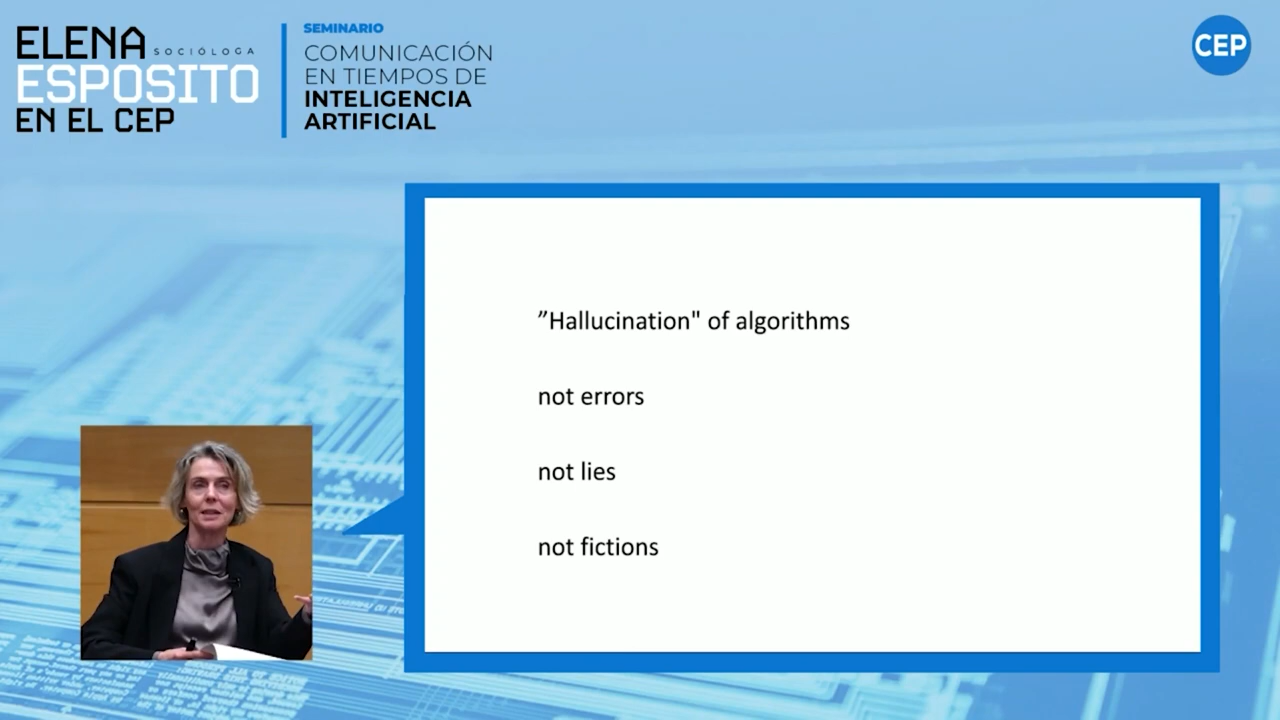 ELENA SOCIÓLOGA
ESPOSITO
EN EL CEP
SEMINARIO
COMUNICACIÓN
EN TIEMPOS DE
INTELIGENCIA
ARTIFICIAL
CEP
”Hallucination" of algorithms
not errors
not lies
not fictions